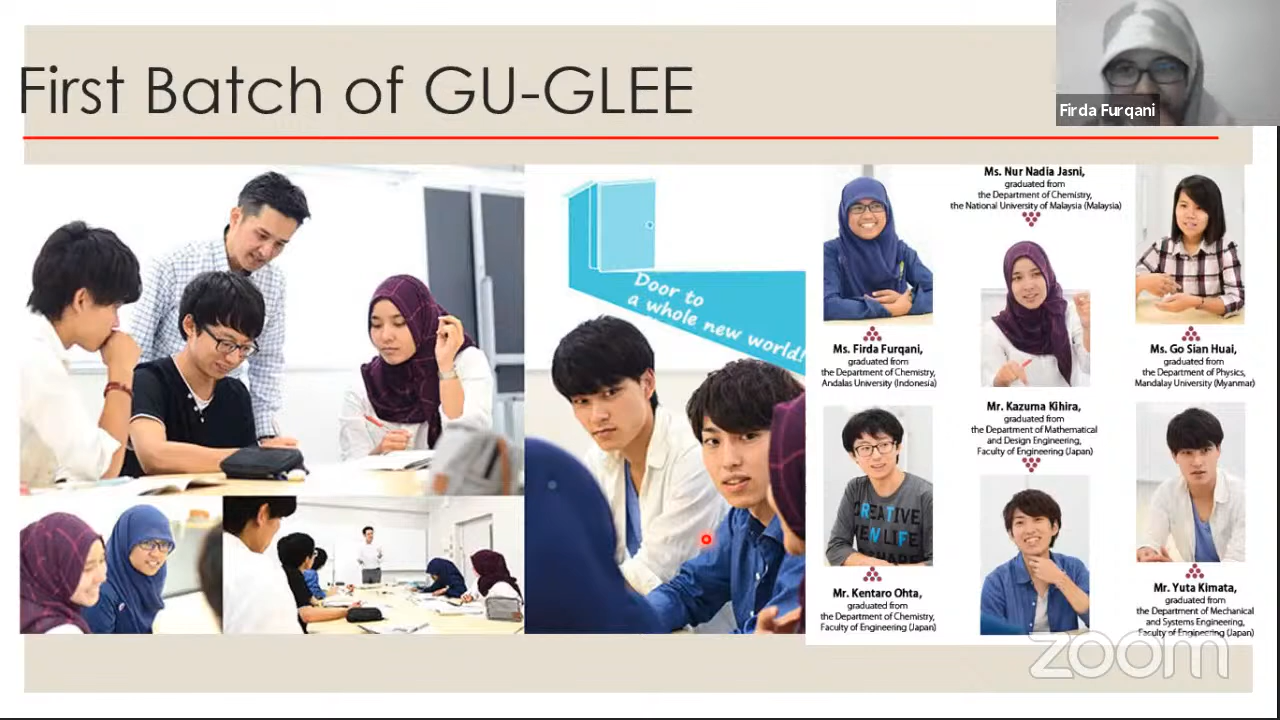 First Batch of GU-GLEE
Firda Furqani
Door to
a whole new world!
Ms. Firda Furqani,
graduated from
the Department of Chemistry,
Andalas University (Indonesia)
Ms. Nur Nadia Jasni,
graduated from
the Department of Chemistry,
the National University of Malaysia (Malaysia)
Ms. Go Sian Huai,
graduated from
the Department of Physics,
Mandalay University (Myanmar)
CREATIVE
Mr. Kentaro Ohta,
graduated from
the Department of Chemistry,
Faculty of Engineering (Japan)
Mr. Kazuma Kihira,
graduated from
the Department of Mathematical
and Design Engineering,
Faculty of Engineering (Japan)
Mr. Yuta Kimata,
graduated from
the Department of Mechanical
and Systems Engineering,
Faculty of Engineering (Japan)
zoom